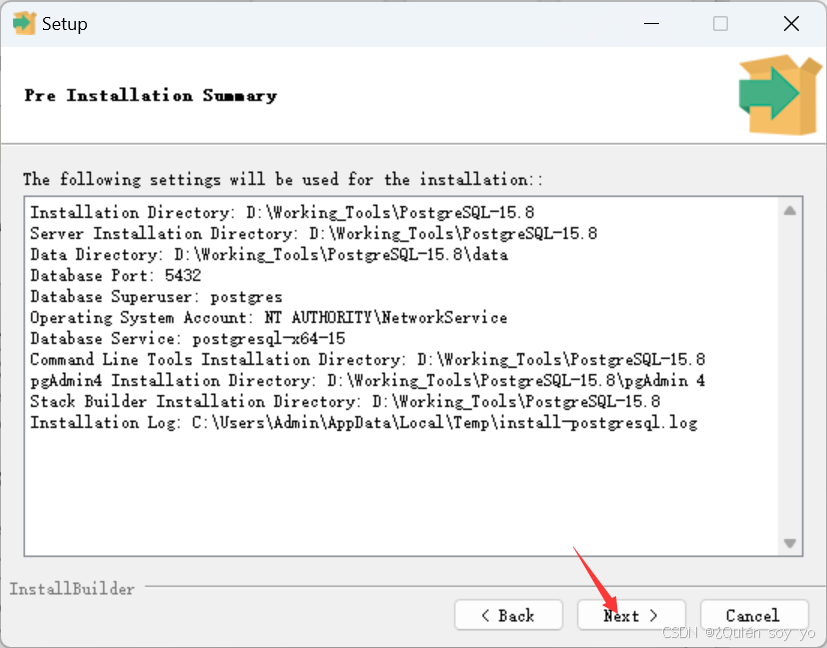 Setup
Pre Installation Summary
The following settings will be used for the installation::
Installation Directory: D:\Working_Tools\PostgreSQL-15.8
Server Installation Directory: D:\Working_Tools\PostgreSQL-15.8
Data Directory: D:\Working_Tools\PostgreSQL-15.8\data
Database Port: 5432
Database Superuser: postgres
Operating System Account: NT AUTHORITY\NetworkService
Database Service: postgresql-x64-15
Command Line Tools Installation Directory: D:\Working_Tools\PostgreSQL-15.8
pgAdmin4 Installation Directory: D:\Working_Tools\PostgreSQL-15.8\pgAdmin 4
Stack Builder Installation Directory: D:\Working_Tools\PostgreSQL-15.8
Installation Log: C:\Users\Admin\AppData\Local\Temp\install-postgresql.log
InstallBuilder
< Back
Next >
Cancel
CSDN @¿Quién soy yo